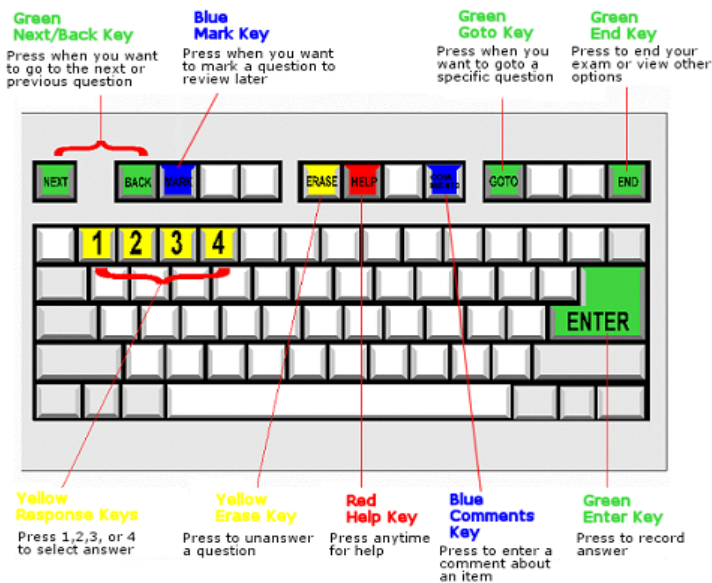 Green
Next/Back Key
Press when you want
to go to the next or
previous question
Blue
Mark Key
Press when you want
to mark a question to
review later
Green
Goto Key
Press when you
want to goto a
specific question
Green
End Key
Press to end your
exam or view other
options
NEXT
BACK
MARK
ERASE
HELP
GOTO
END
1 2 3 4
ENTER
Yellow
Response Keys
Press 1,2,3, or 4
to select answer
Yellow
Erase Key
Press to unanswer
a question
Red
Help Key
Press anytime
for help
Blue
Comments
Key
Press to enter a
comment about
an item
Green
Enter Key
Press to record
answer